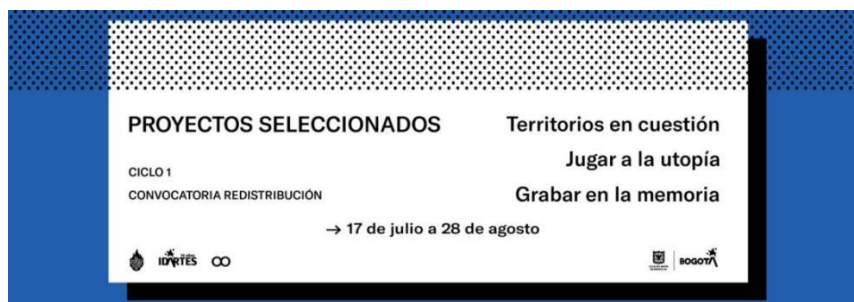 PROYECTOS SELECCIONADOS
CICLO 1
CONVOCATORIA REDISTRIBUCIÓN
Territorios en cuestión
Jugar a la utopía
Grabar en la memoria
→ 17 de julio a 28 de agosto
IDARTES
BOGOTÁ